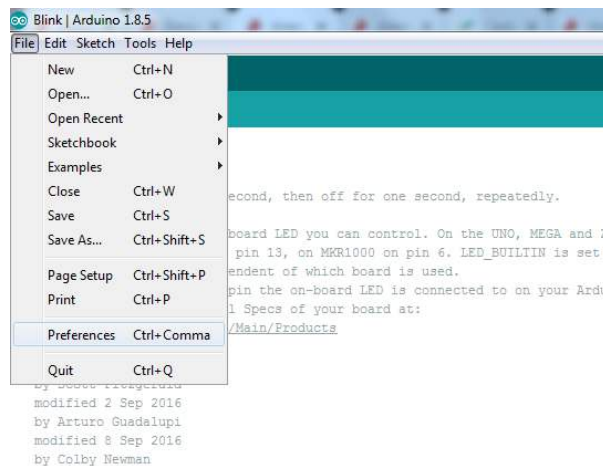 Blink | Arduino 1.8.5
File Edit Sketch Tools Help
New Ctrl+N
Open... Ctrl+O
Open Recent
Sketchbook
Examples
Close Ctrl+W
Save Ctrl+S
Save As... Ctrl+Shift+S
Page Setup Ctrl+Shift+P
Print Ctrl+P
Preferences Ctrl+Comma
Quit Ctrl+Q
econd, then off for one second, repeatedly.
board LED you can control. On the UNO, MEGA and
pin 13, on MKR1000 on pin 6. LED_BUILTIN is set
endent of which board is used.
pin the on-board LED is connected to on your Ardu
l Specs of your board at:
/Main/Products
modified 2 Sep 2016
by Arturo Guadalupi
modified 8 Sep 2016
by Colby Newman